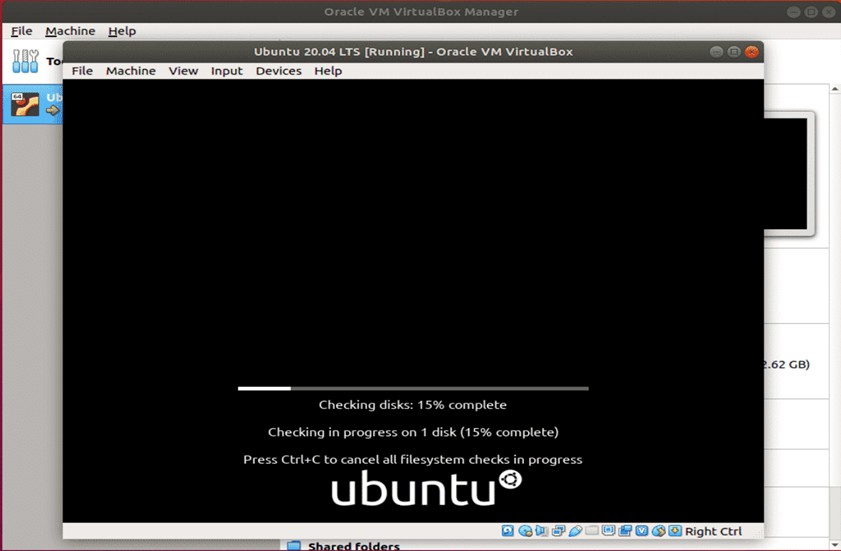 Oracle VM VirtualBox Manager
File Machine Help
Ubuntu 20.04 LTS [Running] - Oracle VM VirtualBox
File Machine View Input Devices Help
64
2.62 GB)
Checking disks: 15% complete
Checking in progress on 1 disk (15% complete)
Press Ctrl+C to cancel all filesystem checks in progress
ubuntu
Right Ctrl
Shared folders